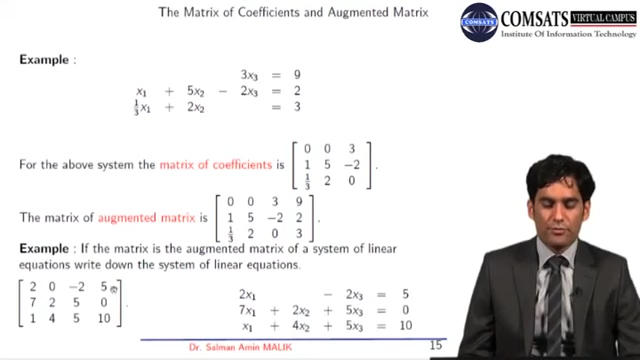 The Matrix of Coefficients and Augmented Matrix
COMSATS VIRTUAL CAMPUS
Institute Of Information Technology
Example :
3x₃ = 9
x₁ + 5x₂ − 2x₃ = 2
⅓x₁ + 2x₂ = 3
For the above system the matrix of coefficients is [ 0 0 3
1 5 −2
⅓ 2 0 ] .
The matrix of augmented matrix is [ 0 0 3 9
1 5 −2 2
⅓ 2 0 3 ] .
Example : If the matrix is the augmented matrix of a system of linear
equations write down the system of linear equations.
[ 2 0 −2 5
7 2 5 0
1 4 5 10 ] .
2x₁ − 2x₃ = 5
7x₁ + 2x₂ + 5x₃ = 0
x₁ + 4x₂ + 5x₃ = 10
Dr. Salman Amin MALIK
15